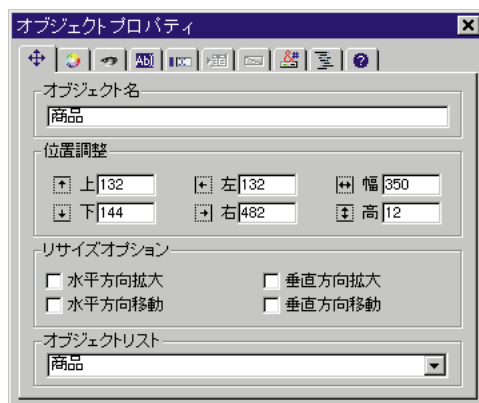 オブジェクトプロパティ
オブジェクト名
商品
位置調整
上 132 左 132 幅 350
下 144 右 482 高 12
リサイズオプション
水平方向拡大 垂直方向拡大
水平方向移動 垂直方向移動
オブジェクトリスト
商品